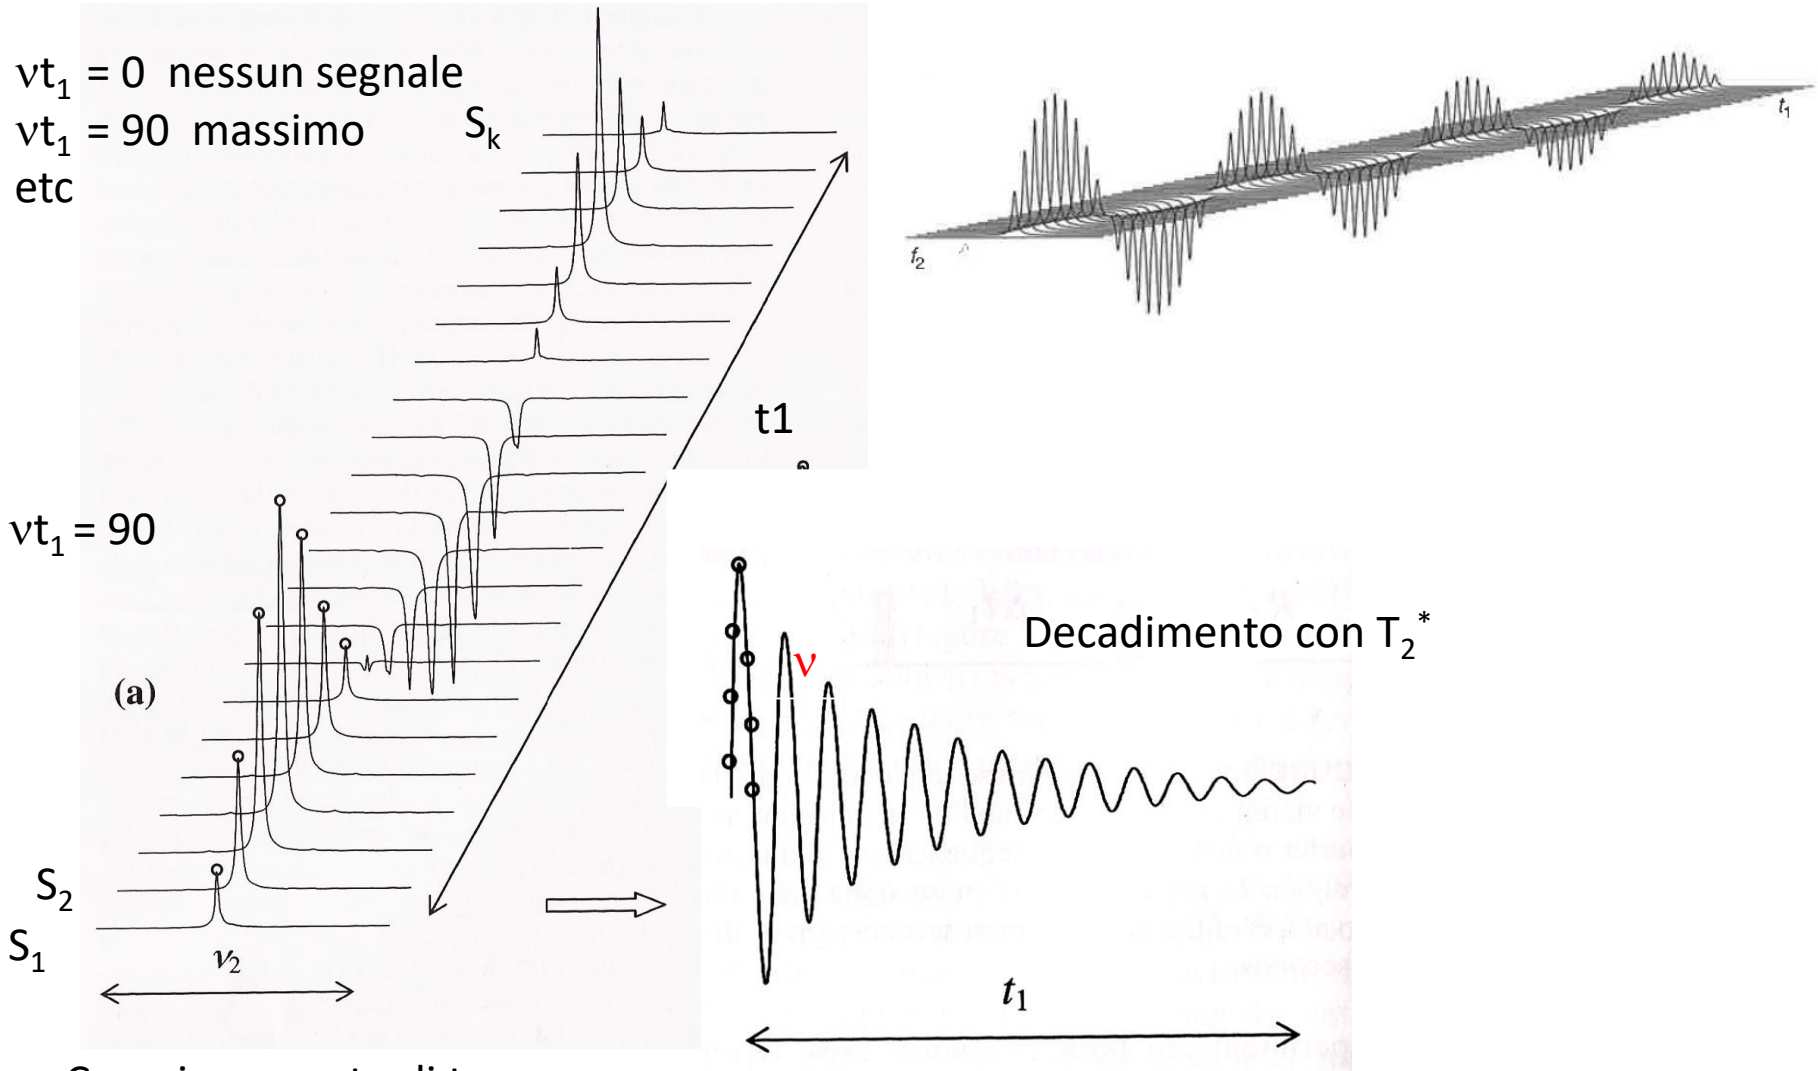 νt₁ = 0 nessun segnale
νt₁ = 90 massimo
etc
Sₖ
t₁
f₂
t1
νt₁ = 90
ν
Decadimento con T₂*
(a)
S₂
S₁
ν₂
t₁